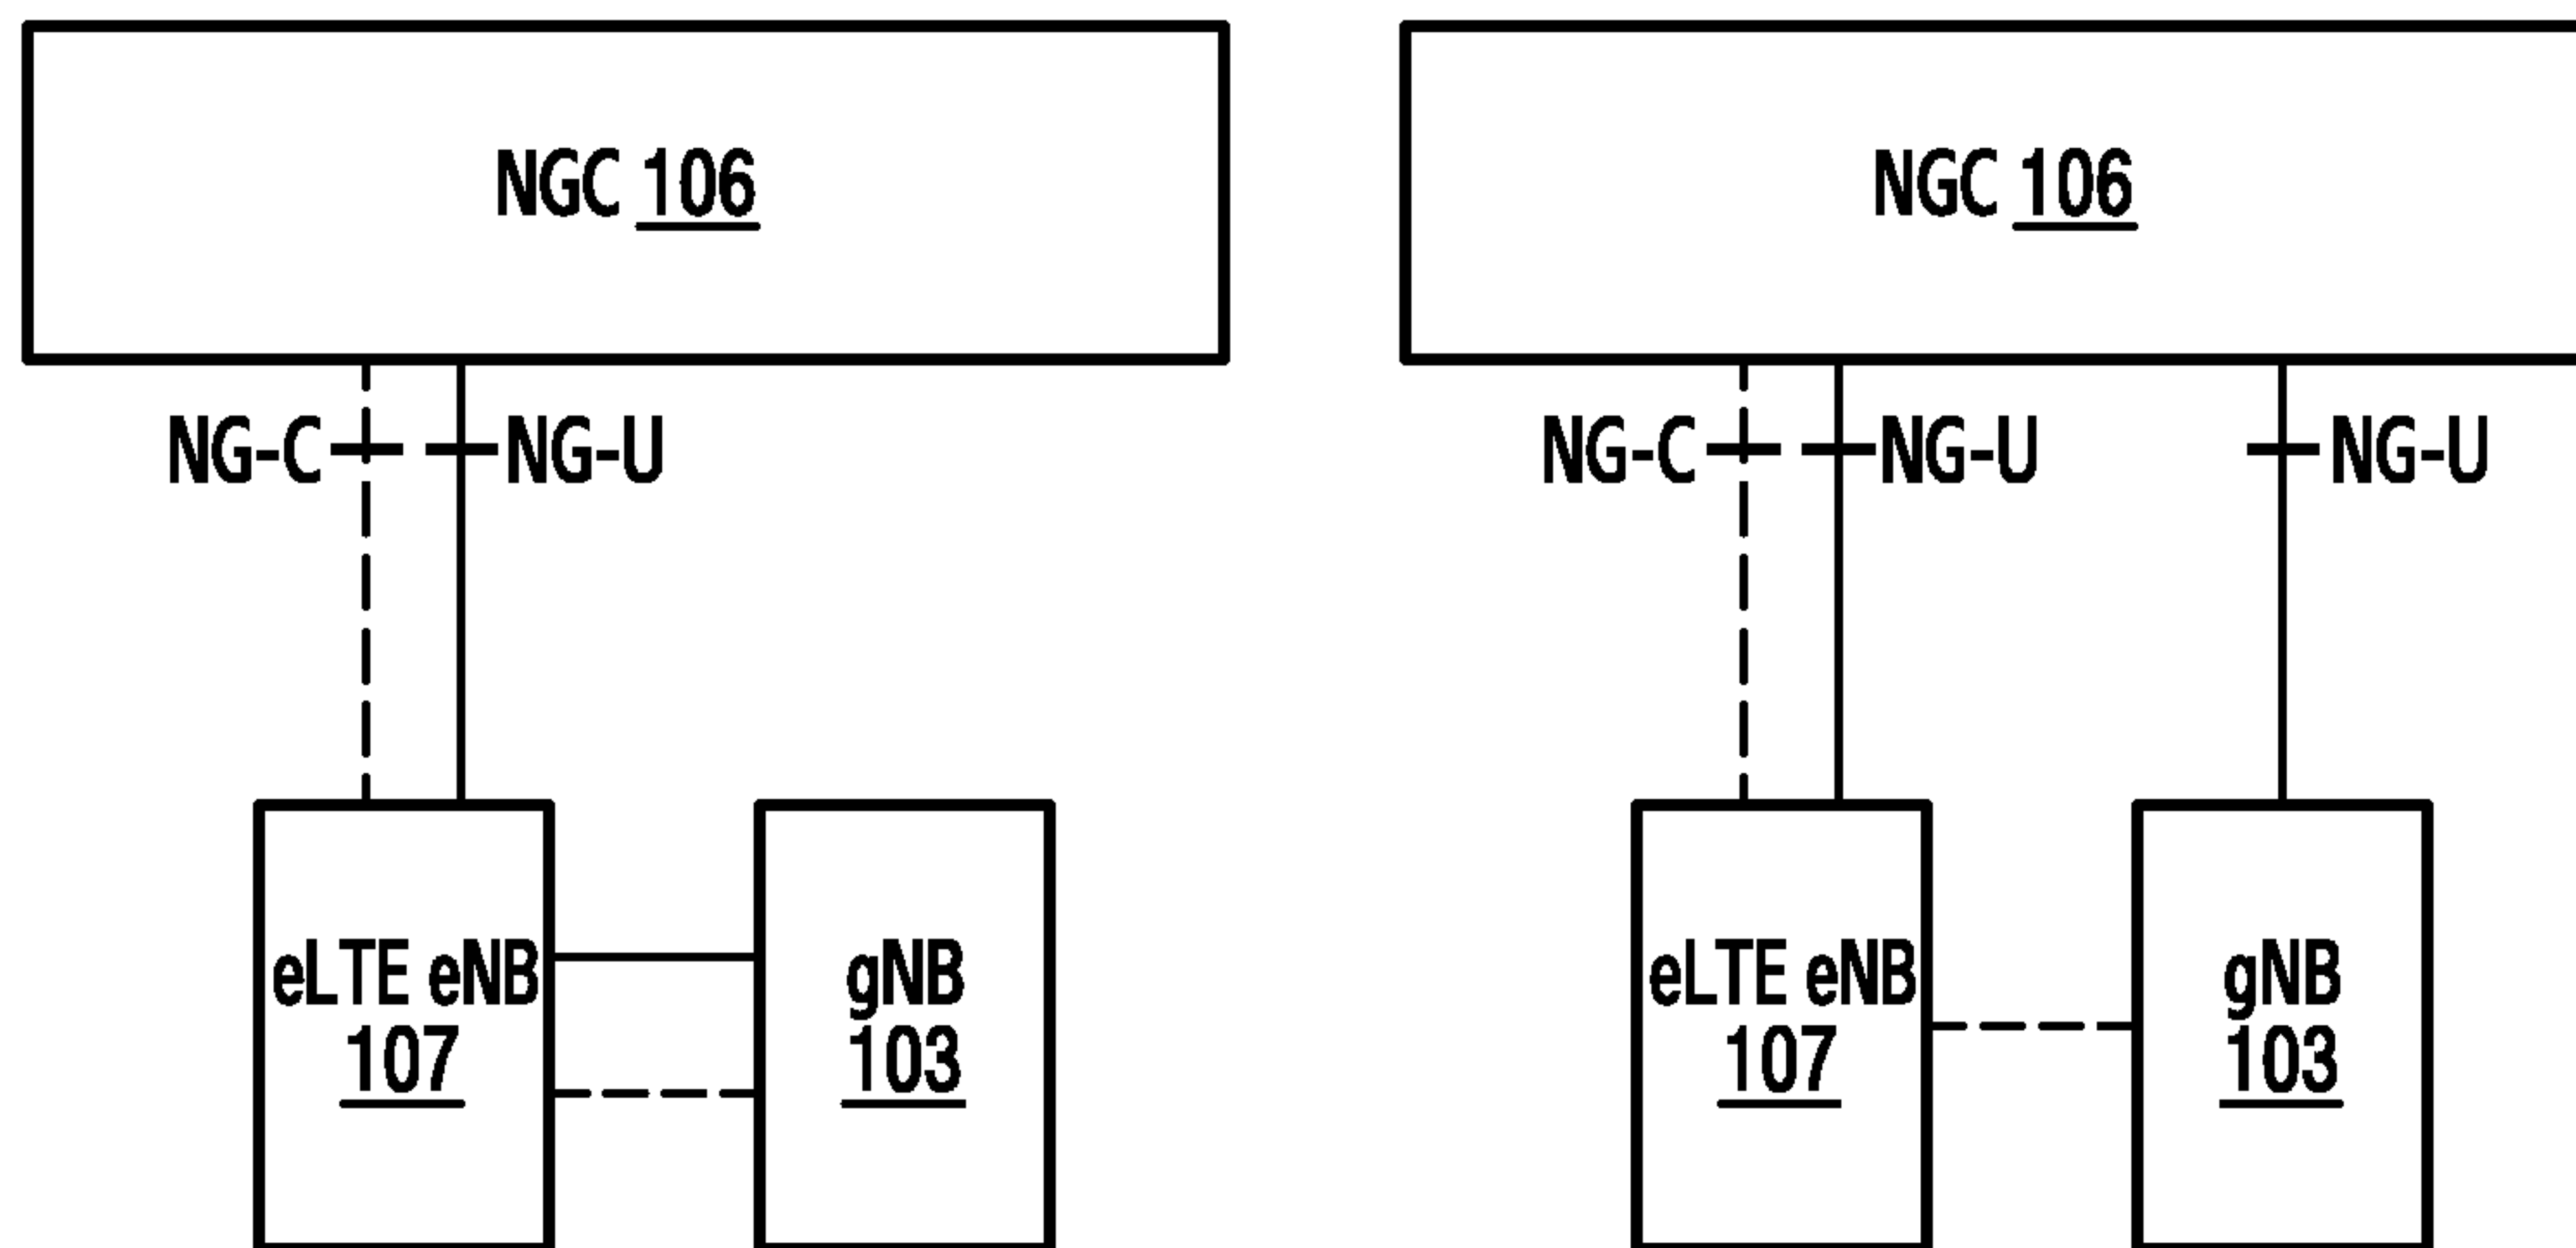 NGC 106
NG-C NG-U
eLTE eNB
107
gNB
103
NGC 106
NG-C NG-U NG-U
eLTE eNB
107
gNB
103